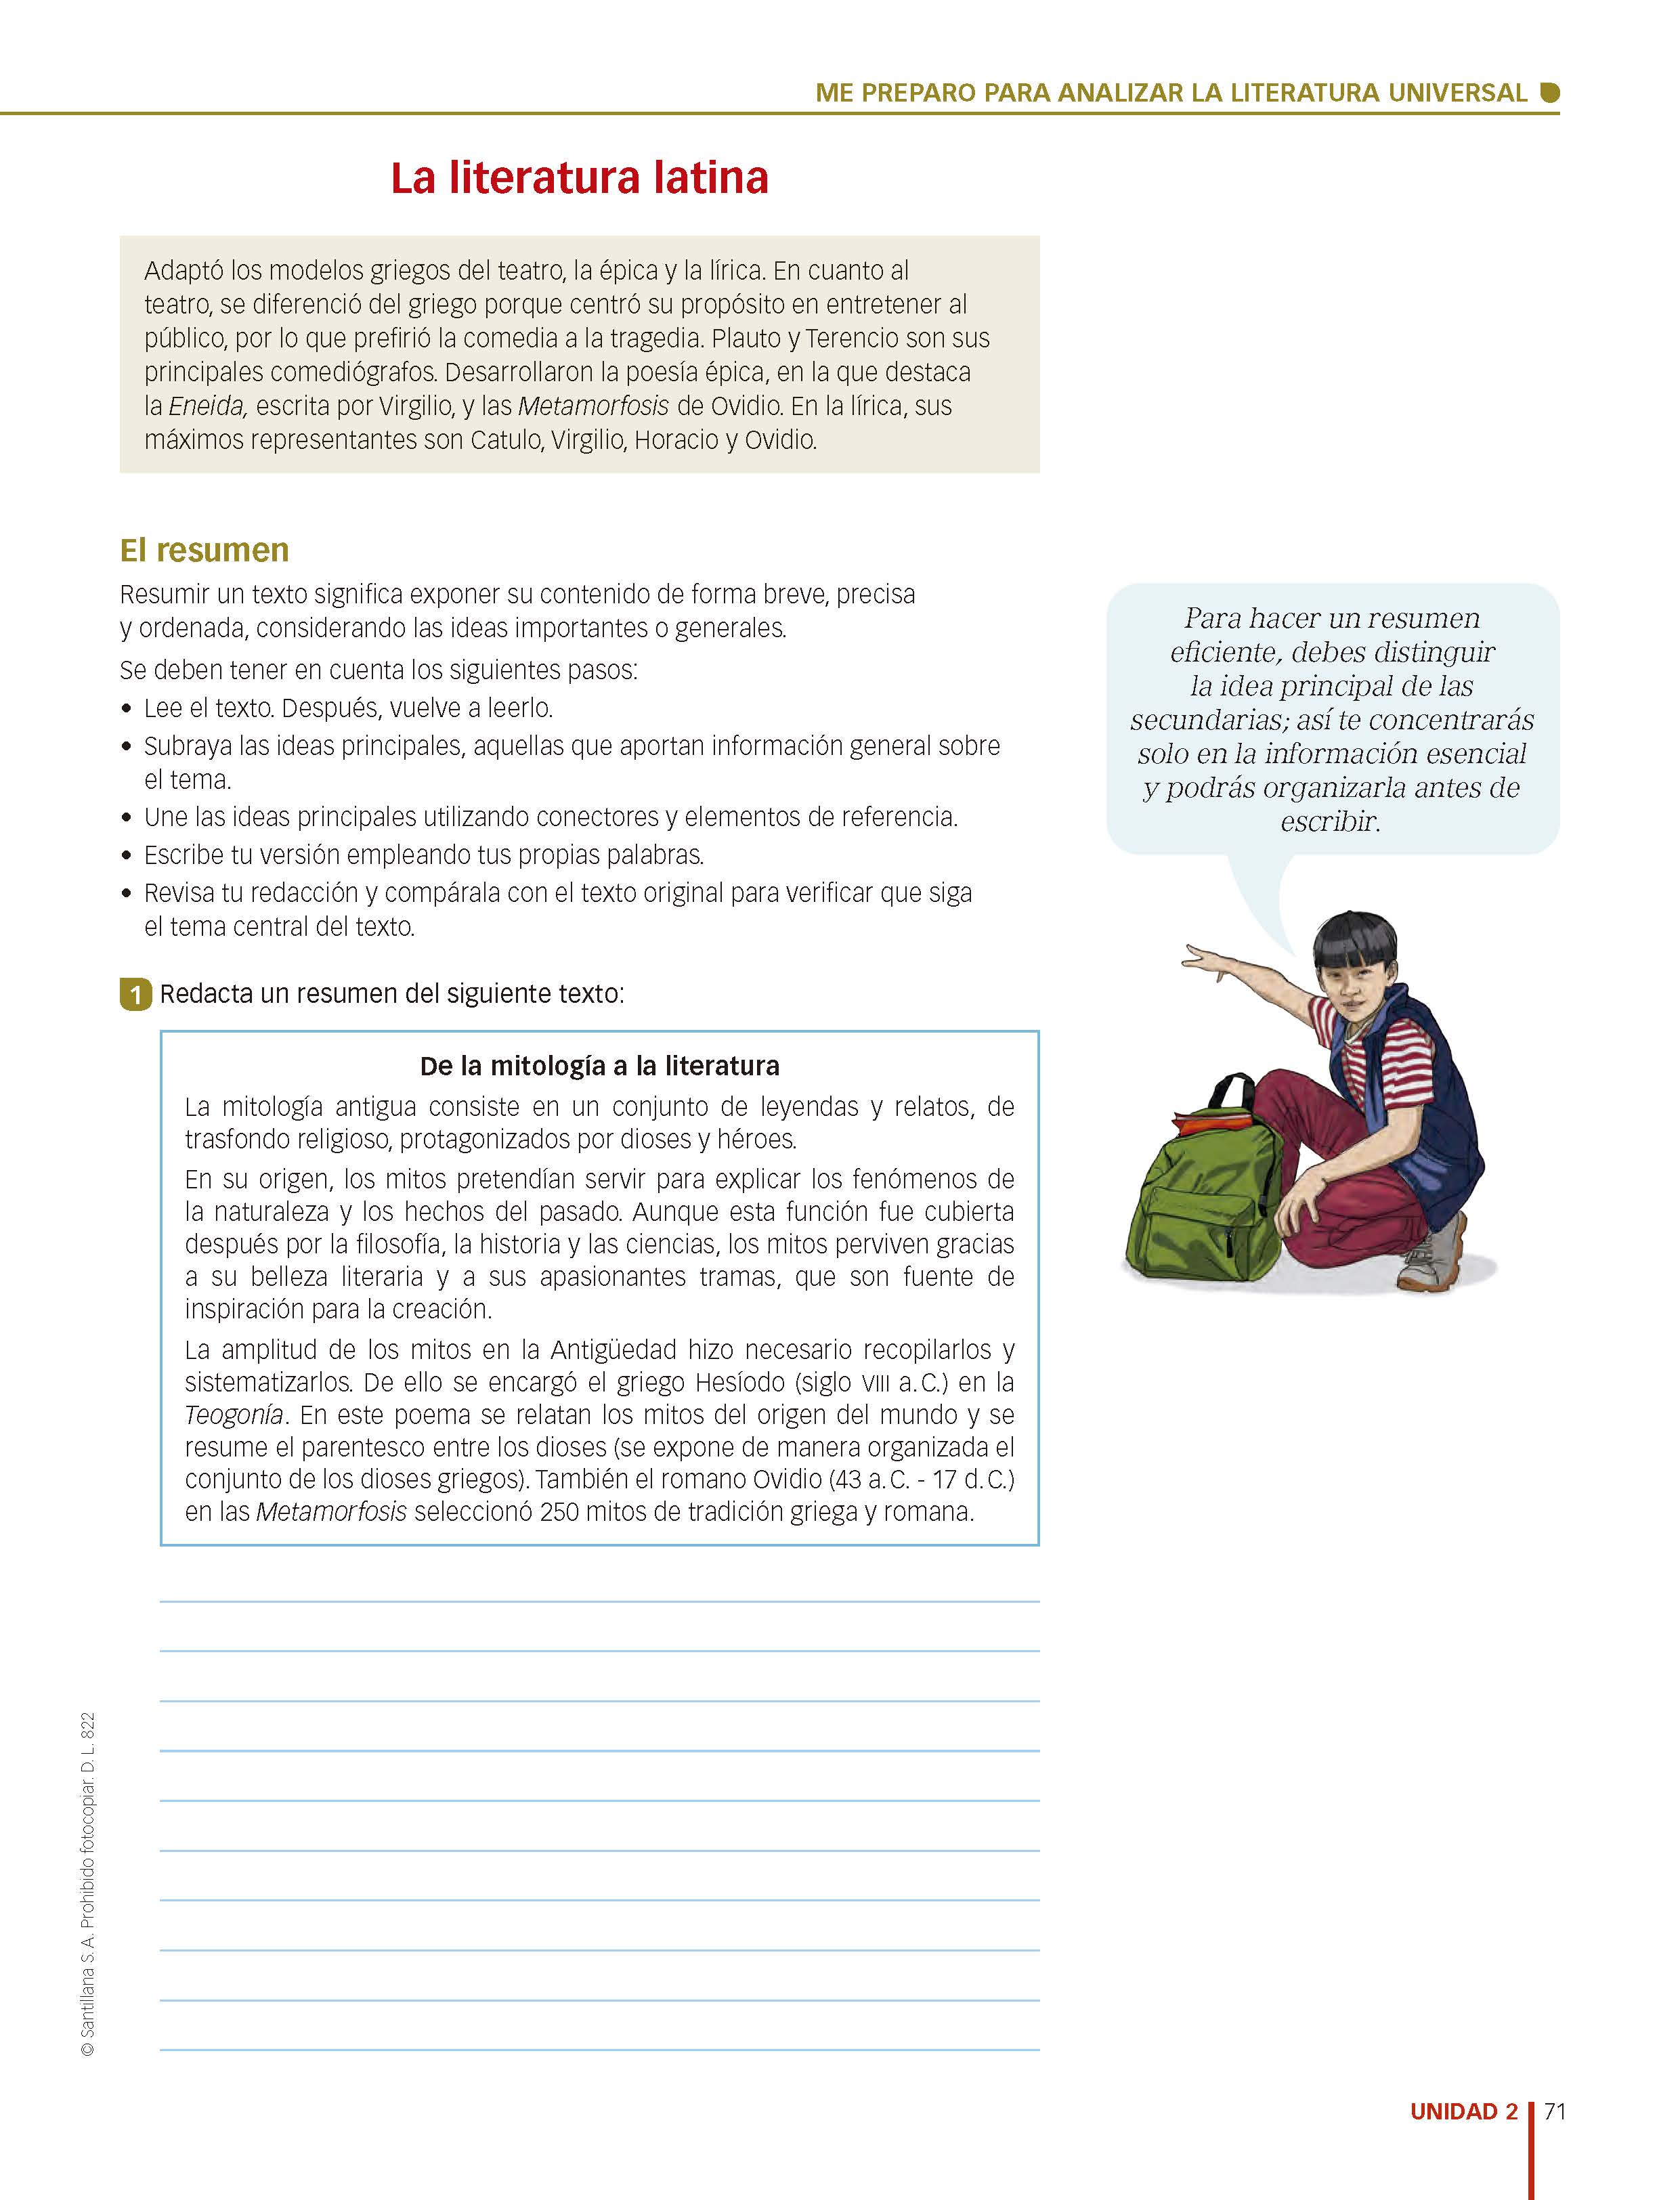 ME PREPARO PARA ANALIZAR LA LITERATURA UNIVERSAL
La literatura latina
Adaptó los modelos griegos del teatro, la épica y la lírica. En cuanto al
teatro, se diferenció del griego porque centró su propósito en entretener al
público, por lo que prefirió la comedia a la tragedia. Plauto y Terencio son sus
principales comediógrafos. Desarrollaron la poesía épica, en la que destaca
la Eneida, escrita por Virgilio, y las Metamorfosis de Ovidio. En la lírica, sus
máximos representantes son Catulo, Virgilio, Horacio y Ovidio.
El resumen
Resumir un texto significa exponer su contenido de forma breve, precisa
y ordenada, considerando las ideas importantes o generales.
Se deben tener en cuenta los siguientes pasos:
• Lee el texto. Después, vuelve a leerlo.
• Subraya las ideas principales, aquellas que aportan información general sobre
el tema.
• Une las ideas principales utilizando conectores y elementos de referencia.
• Escribe tu versión empleando tus propias palabras.
• Revisa tu redacción y compárala con el texto original para verificar que siga
el tema central del texto.
Para hacer un resumen
eficiente, debes distinguir
la idea principal de las
secundarias; así te concentrarás
solo en la información esencial
y podrás organizarla antes de
escribir.
1 Redacta un resumen del siguiente texto:
De la mitología a la literatura
La mitología antigua consiste en un conjunto de leyendas y relatos, de
trasfondo religioso, protagonizados por dioses y héroes.
En su origen, los mitos pretendían servir para explicar los fenómenos de
la naturaleza y los hechos del pasado. Aunque esta función fue cubierta
después por la filosofía, la historia y las ciencias, los mitos perviven gracias
a su belleza literaria y a sus apasionantes tramas, que son fuente de
inspiración para la creación.
La amplitud de los mitos en la Antigüedad hizo necesario recopilarlos y
sistematizarlos. De ello se encargó el griego Hesíodo (siglo VIII a. C.) en la
Teogonía. En este poema se relatan los mitos del origen del mundo y se
resume el parentesco entre los dioses (se expone de manera organizada el
conjunto de los dioses griegos). También el romano Ovidio (43 a. C. - 17 d. C.)
en las Metamorfosis seleccionó 250 mitos de tradición griega y romana.
© Santillana S. A. Prohibido fotocopiar. D. L. 822
UNIDAD 2 71